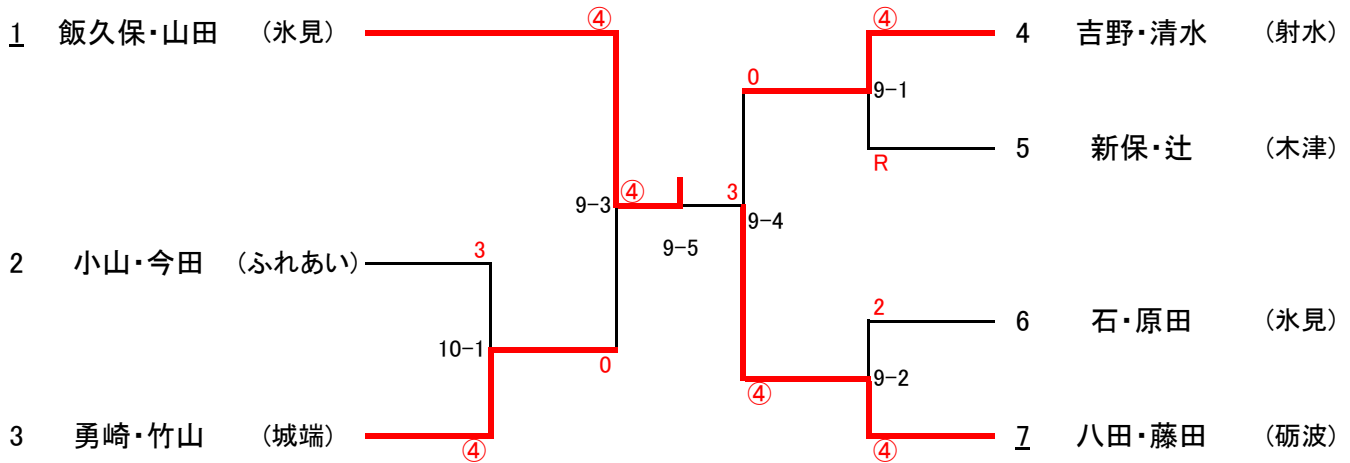 1 飯久保・山田 (氷見) ④
④ 4 吉野・清水 (射水)
0
9-1
5 新保・辻 (木津)
R
9-3 ④ 3
9-4
9-5
2 小山・今田 (ふれあい) 3
10-1
0
2
6 石・原田 (氷見)
9-2
④
3 勇崎・竹山 (城端) ④
④ 7 八田・藤田 (砺波)